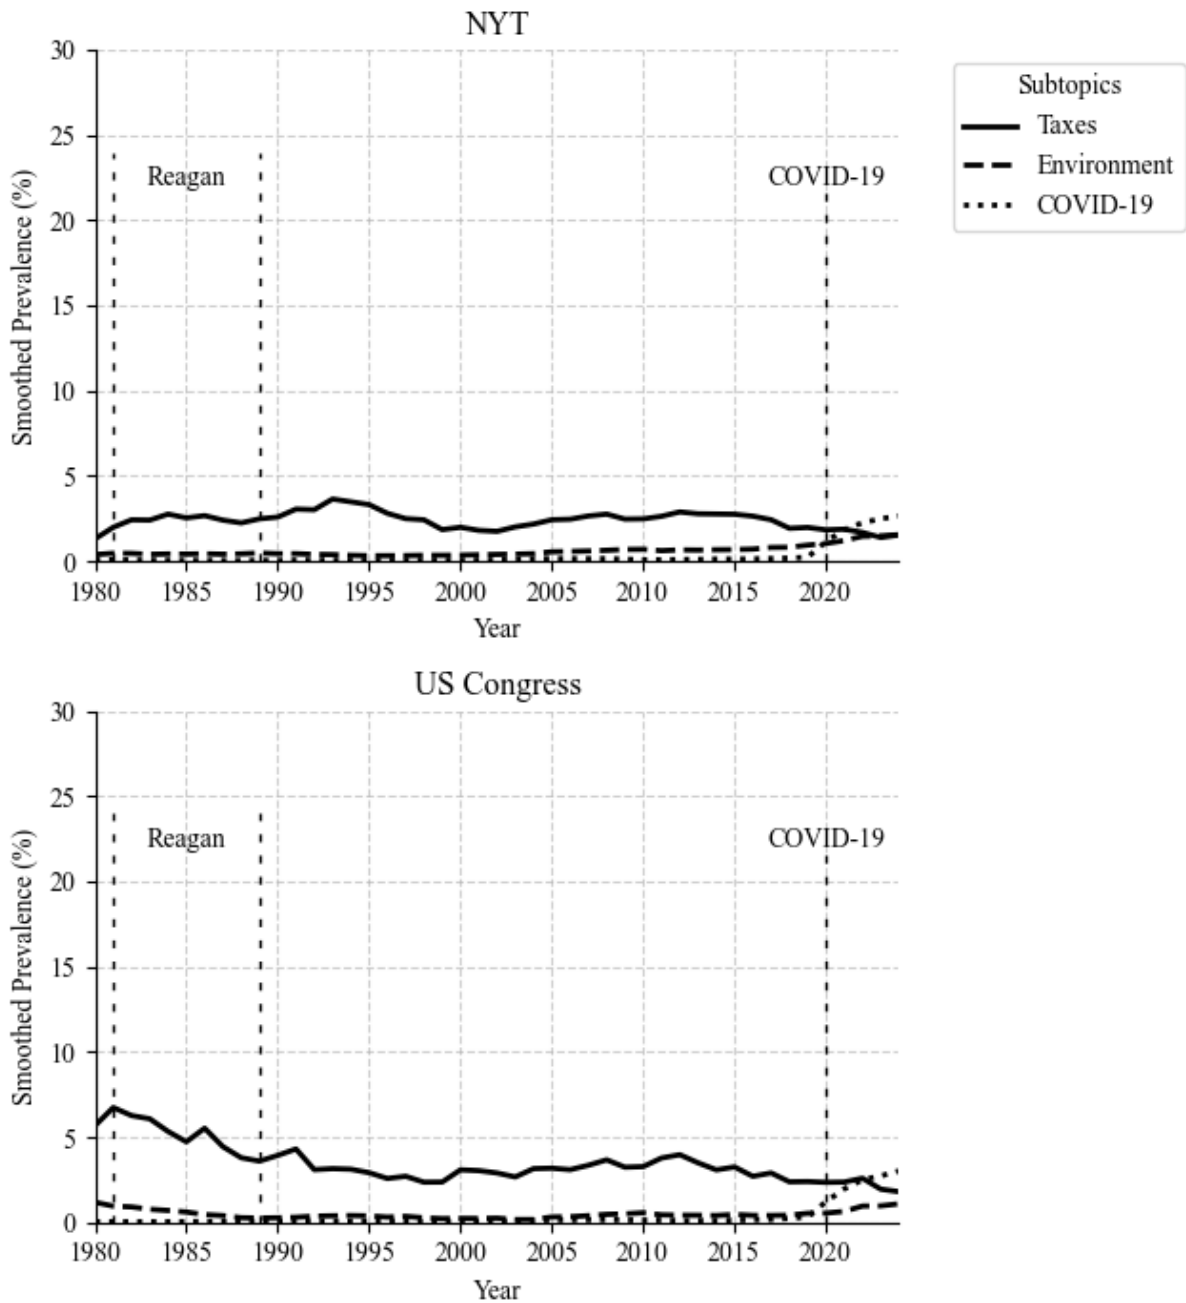 NYT
30
25
20
15
10
5
0
Smoothed Prevalence (%)
Reagan
COVID-19
1980 1985 1990 1995 2000 2005 2010 2015 2020
Year
Subtopics
Taxes
Environment
COVID-19
US Congress
30
25
20
15
10
5
0
Smoothed Prevalence (%)
Reagan
COVID-19
1980 1985 1990 1995 2000 2005 2010 2015 2020
Year